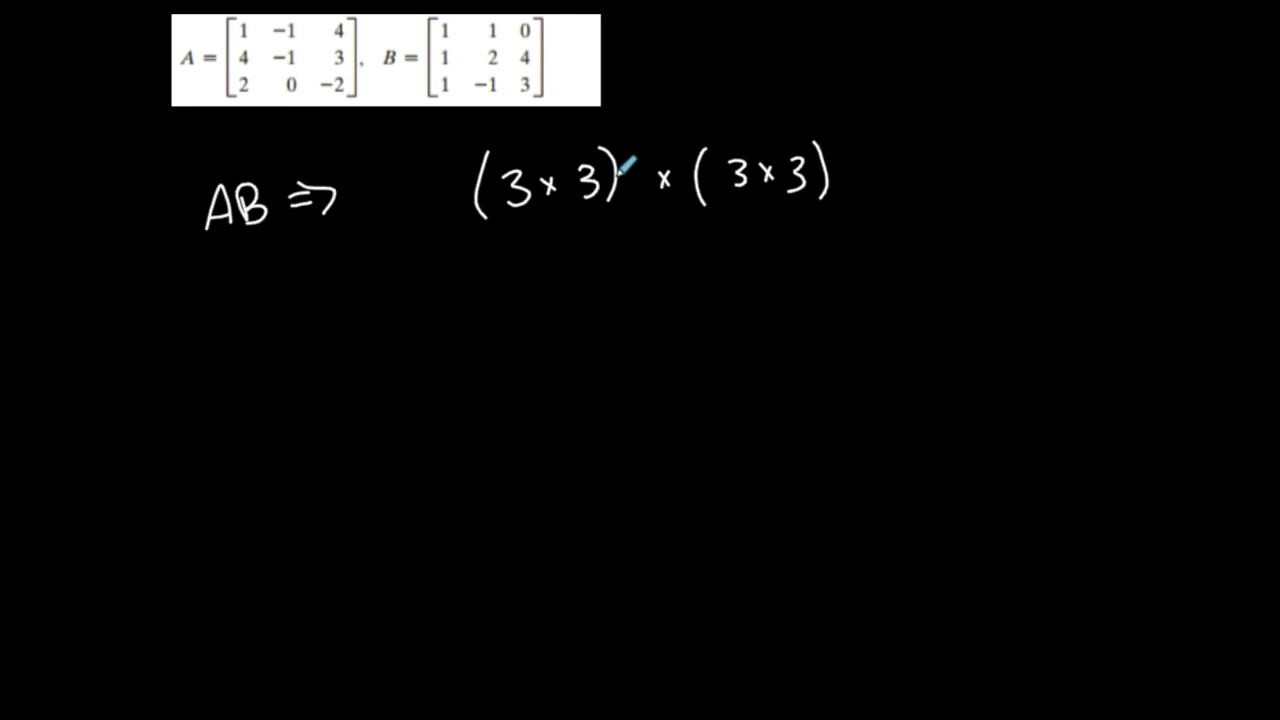 1 -1 4 1 1 0
A = 4 -1 3 , B = 1 2 4
2 0 -2 1 -1 3
AB ⇒ (3 × 3) × (3 × 3)